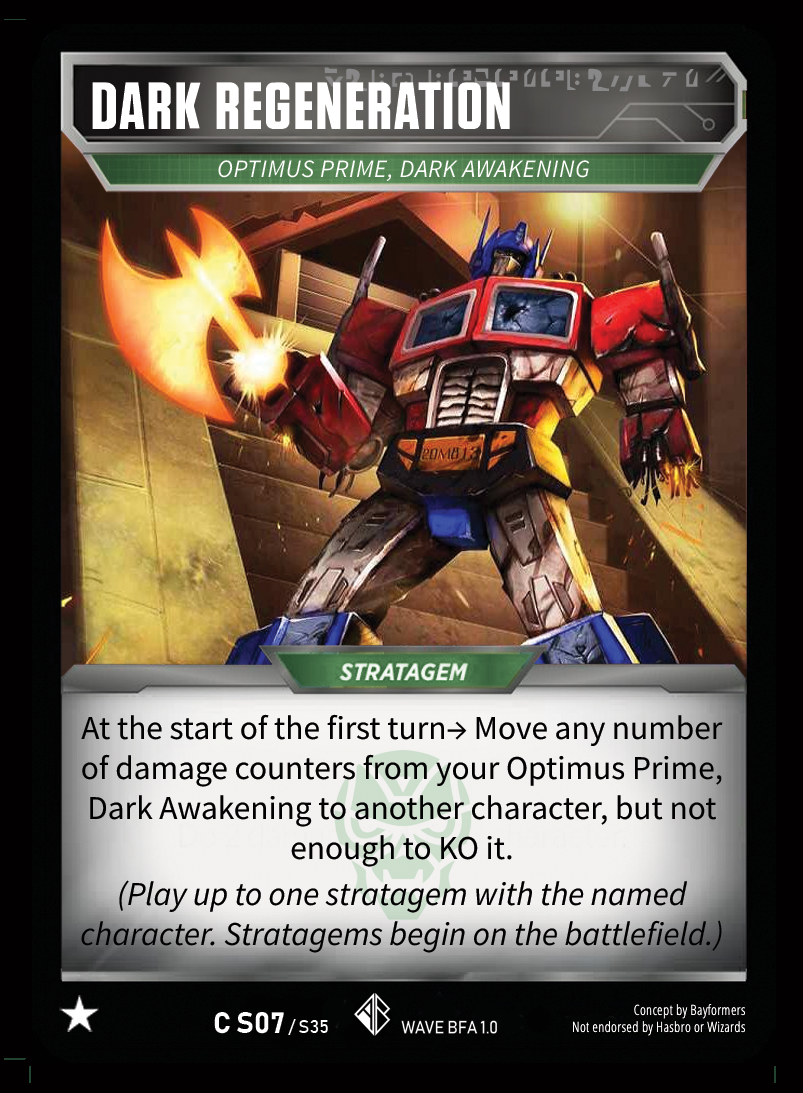 DARK REGENERATION
OPTIMUS PRIME, DARK AWAKENING
STRATAGEM
At the start of the first turn→ Move any number
of damage counters from your Optimus Prime,
Dark Awakening to another character, but not
enough to KO it.
(Play up to one stratagem with the named
character. Stratagems begin on the battlefield.)
C S07/S35
WAVE BFA 1.0
Concept by Bayformers
Not endorsed by Hasbro or Wizards